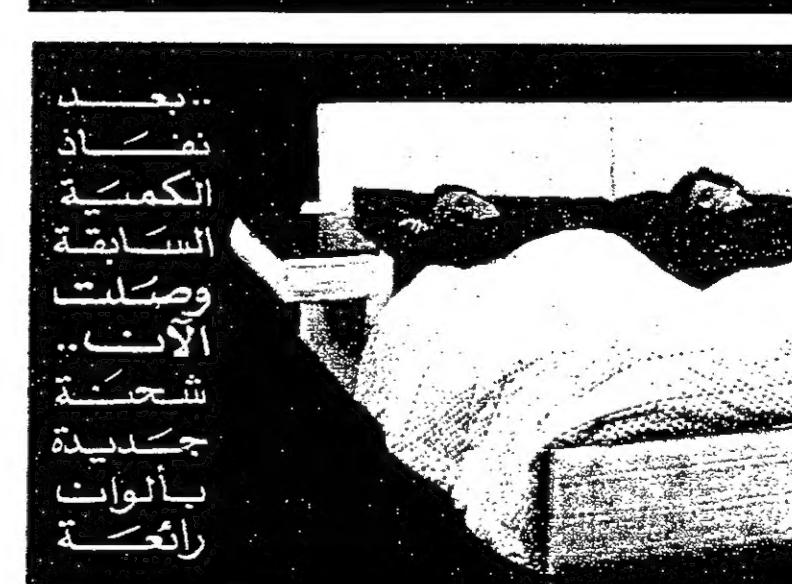 ..بعد
نفاذ
الكمية
السابقة
وصلت
الآن..
شحنة
جديدة
بألوان
رائعة